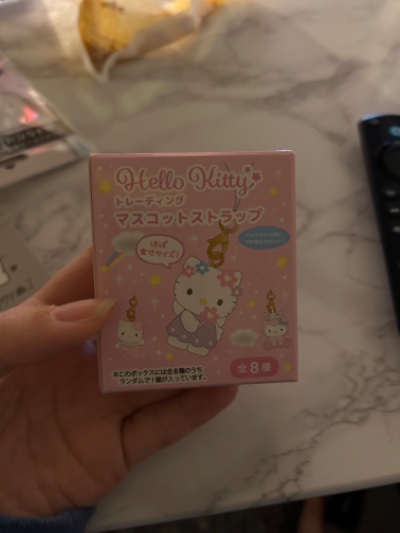 Hello Kitty
トレーディング
マスコットストラップ
ほぼ
実寸サイズ!
※このボックスには全8種のうち
ランダムで1種が入っています。
全8種